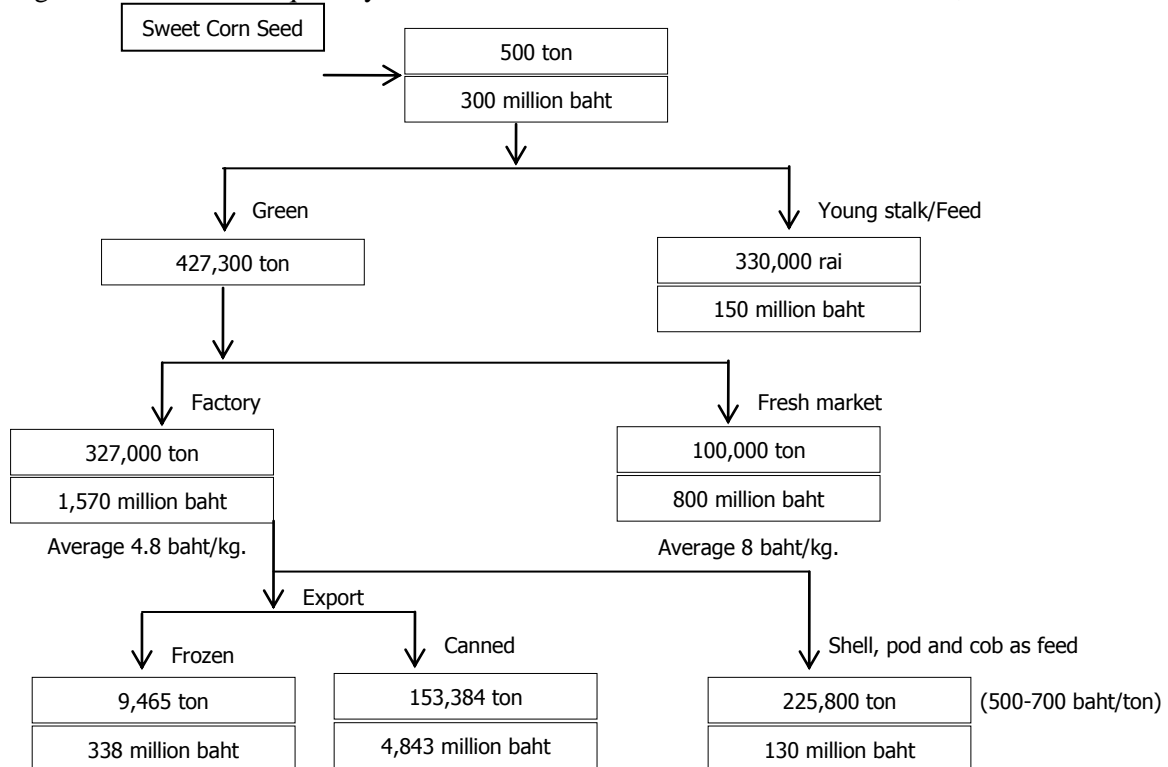 Sweet Corn Seed
500 ton
300 million baht
Green
Young stalk/Feed
427,300 ton
330,000 rai
150 million baht
Factory
Fresh market
327,000 ton
100,000 ton
1,570 million baht
800 million baht
Average 4.8 baht/kg.
Average 8 baht/kg.
Export
Frozen
Canned
Shell, pod and cob as feed
9,465 ton
153,384 ton
225,800 ton
(500-700 baht/ton)
338 million baht
4,843 million baht
130 million baht